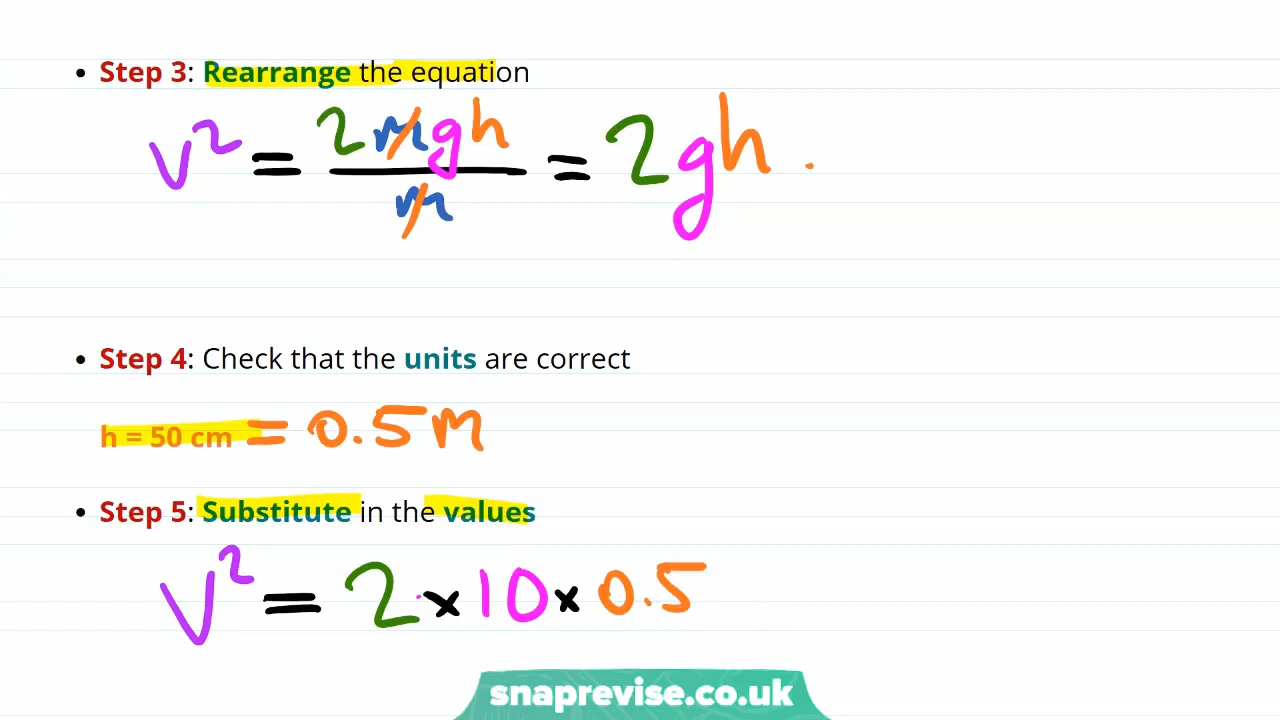 • Step 3: Rearrange the equation
v² = 2mgh/m = 2gh.
• Step 4: Check that the units are correct
h = 50 cm = 0.5m
• Step 5: Substitute in the values
v² = 2 × 10 × 0.5
snaprevise.co.uk